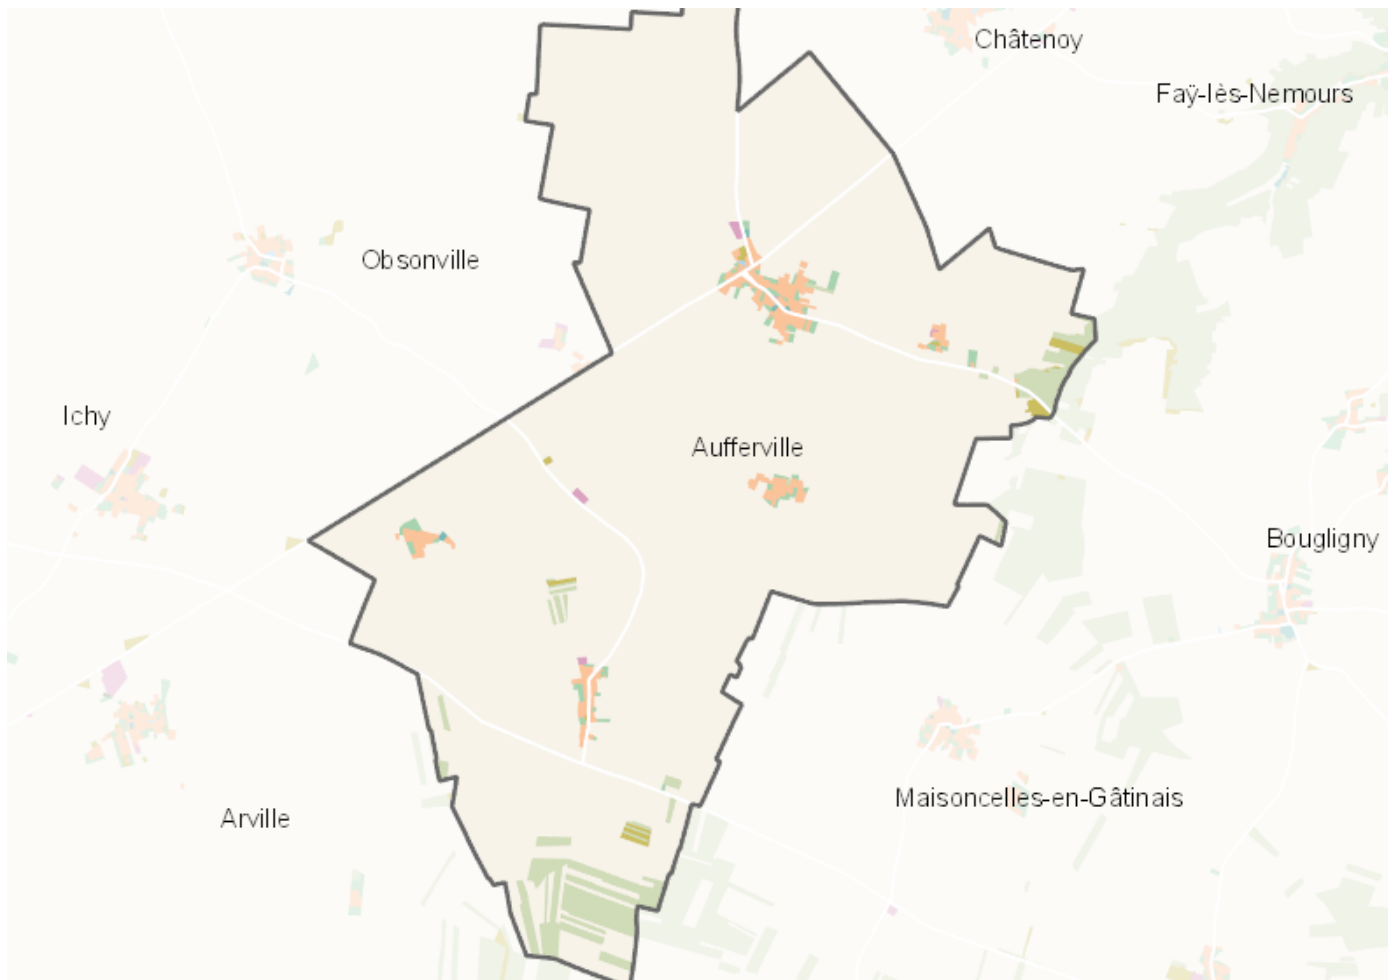 Châtenoy
Faÿ-lès-Nemours
Obsonville
Ichy
Aufferville
Bougligny
Maisoncelles-en-Gâtinais
Arville